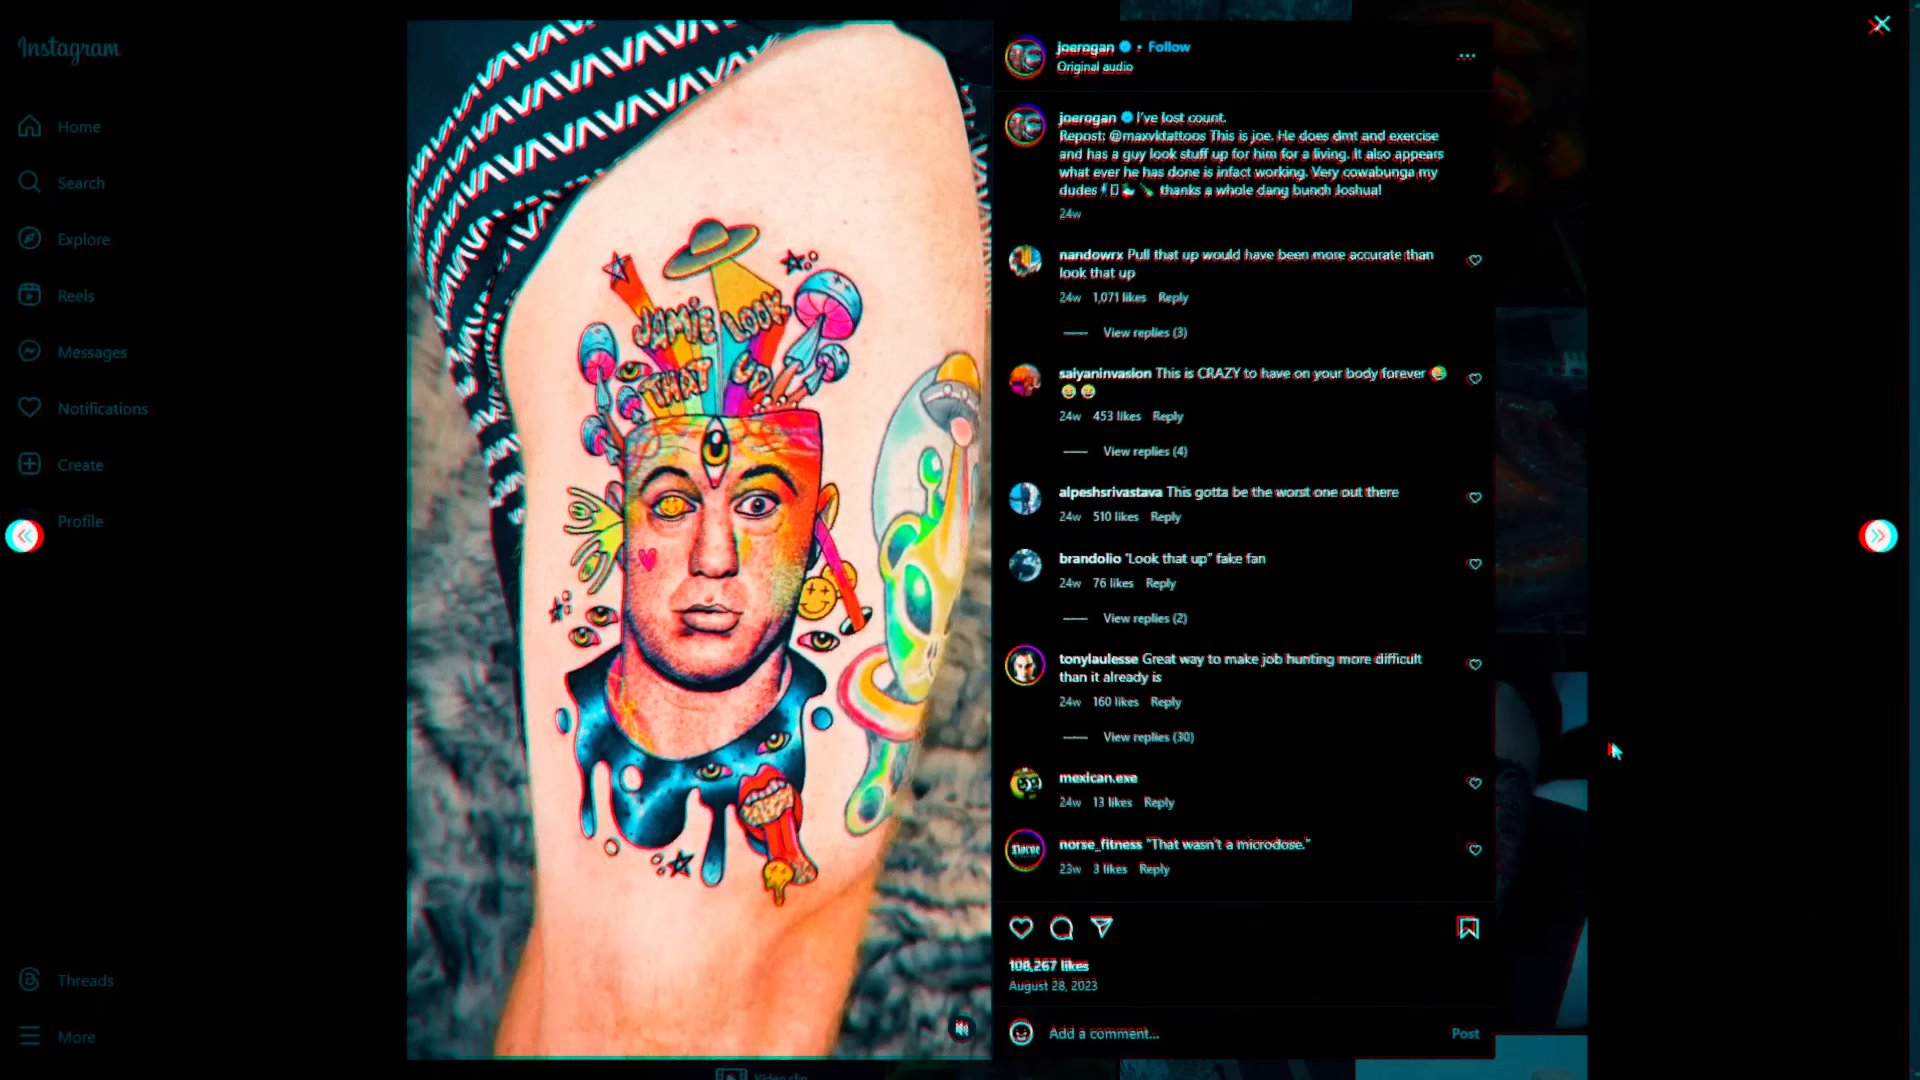 Instagram
Home
Search
Explore
Reels
Messages
Notifications
Create
Profile
Threads
More
JAMIE LOOK
THAT UP
joerogan • Follow
Original audio
joerogan I've lost count.
Repost: @maxvktattoos This is joe. He does dmt and exercise
and has a guy look stuff up for him for a living. It also appears
what ever he has done is infact working. Very cowabunga my
dudes thanks a whole dang bunch Joshua!
24w
nandowrx Pull that up would have been more accurate than
look that up
24w 1,071 likes Reply
View replies (3)
saiyaninvasion This is CRAZY to have on your body forever 😂
😂 😂
24w 453 likes Reply
View replies (4)
alpeshsrivastava This gotta be the worst one out there
24w 510 likes Reply
brandolio "Look that up" fake fan
24w 76 likes Reply
View replies (2)
tonylaulesse Great way to make job hunting more difficult
than it already is
24w 160 likes Reply
View replies (30)
mexican.exe
24w 13 likes Reply
norse_fitness "That wasn't a microdose."
23w 3 likes Reply
108,267 likes
August 28, 2023
Add a comment...
Post
Video clip